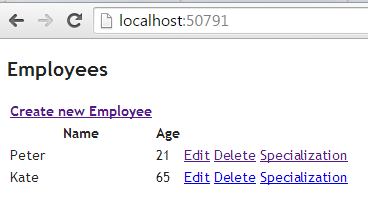 localhost:50791
Employees
Create new Employee
Name Age
Peter 21 Edit Delete Specialization
Kate 65 Edit Delete Specialization